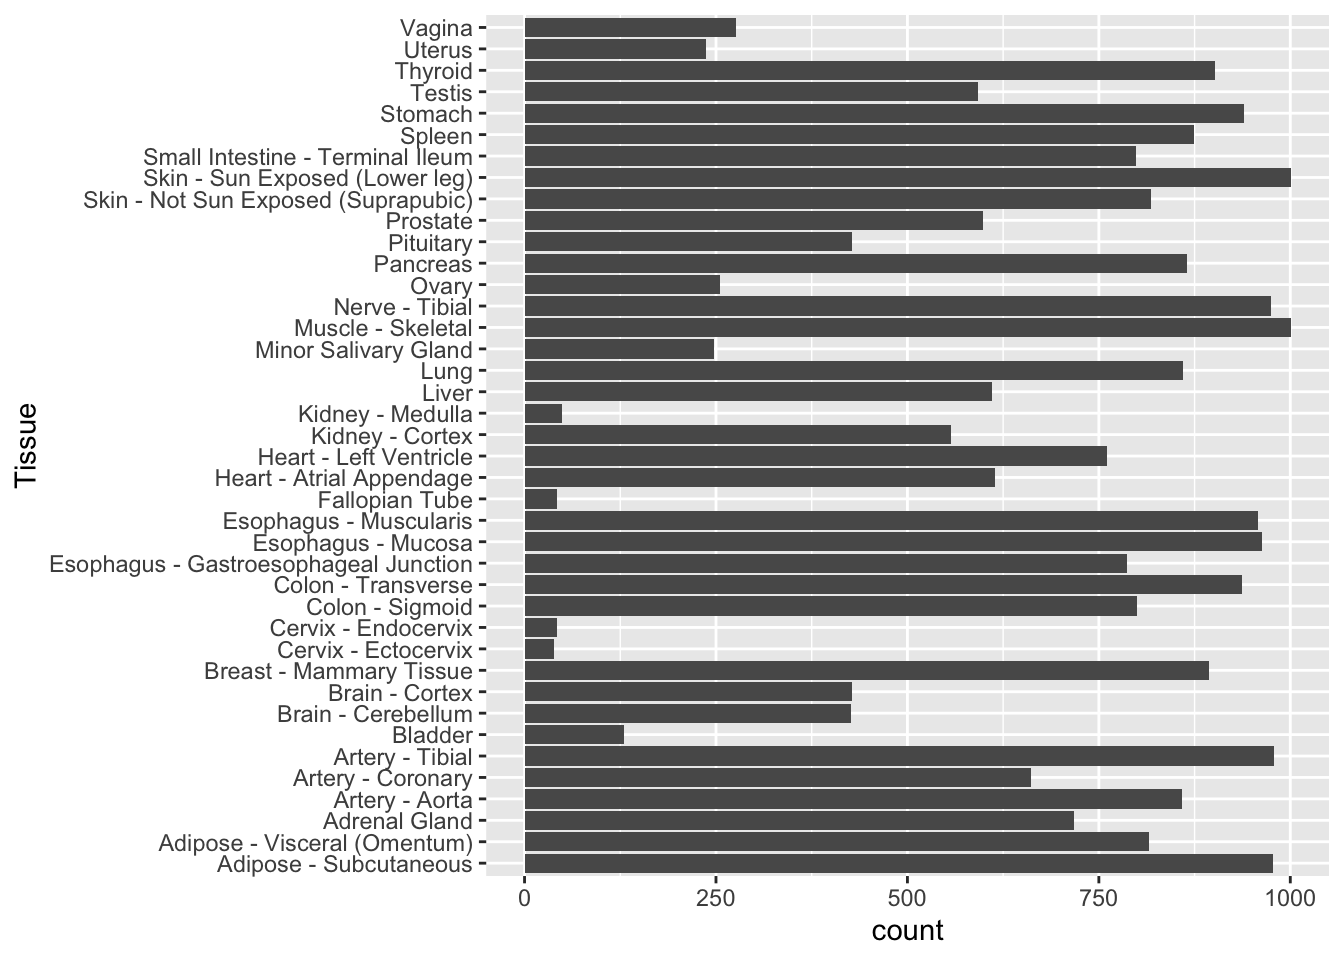 Vagina
Uterus
Thyroid
Testis
Stomach
Spleen
Small Intestine - Terminal Ileum
Skin - Sun Exposed (Lower leg)
Skin - Not Sun Exposed (Suprapubic)
Prostate
Pituitary
Pancreas
Ovary
Nerve - Tibial
Muscle - Skeletal
Minor Salivary Gland
Lung
Liver
Kidney - Medulla
Kidney - Cortex
Heart - Left Ventricle
Heart - Atrial Appendage
Fallopian Tube
Esophagus - Muscularis
Esophagus - Mucosa
Esophagus - Gastroesophageal Junction
Colon - Transverse
Colon - Sigmoid
Cervix - Endocervix
Cervix - Ectocervix
Breast - Mammary Tissue
Brain - Cortex
Brain - Cerebellum
Bladder
Artery - Tibial
Artery - Coronary
Artery - Aorta
Adrenal Gland
Adipose - Visceral (Omentum)
Adipose - Subcutaneous
Tissue
0 250 500 750 1000
count